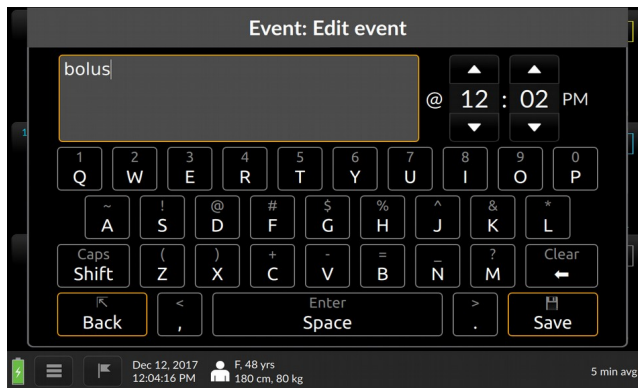 Event: Edit event
bolus
@ 12 : 02 PM
1 2 3 4 5 6 7 8 9 0
Q W E R T Y U I O P
~ ! @ # $ % ^ & *
A S D F G H J K L
Caps ( ) + - = _ ? Clear
Shift Z X C V B N M
< Enter >
Back , Space . Save
1
Dec 12, 2017 F, 48 yrs
12:04:16 PM 180 cm, 80 kg
5 min avg